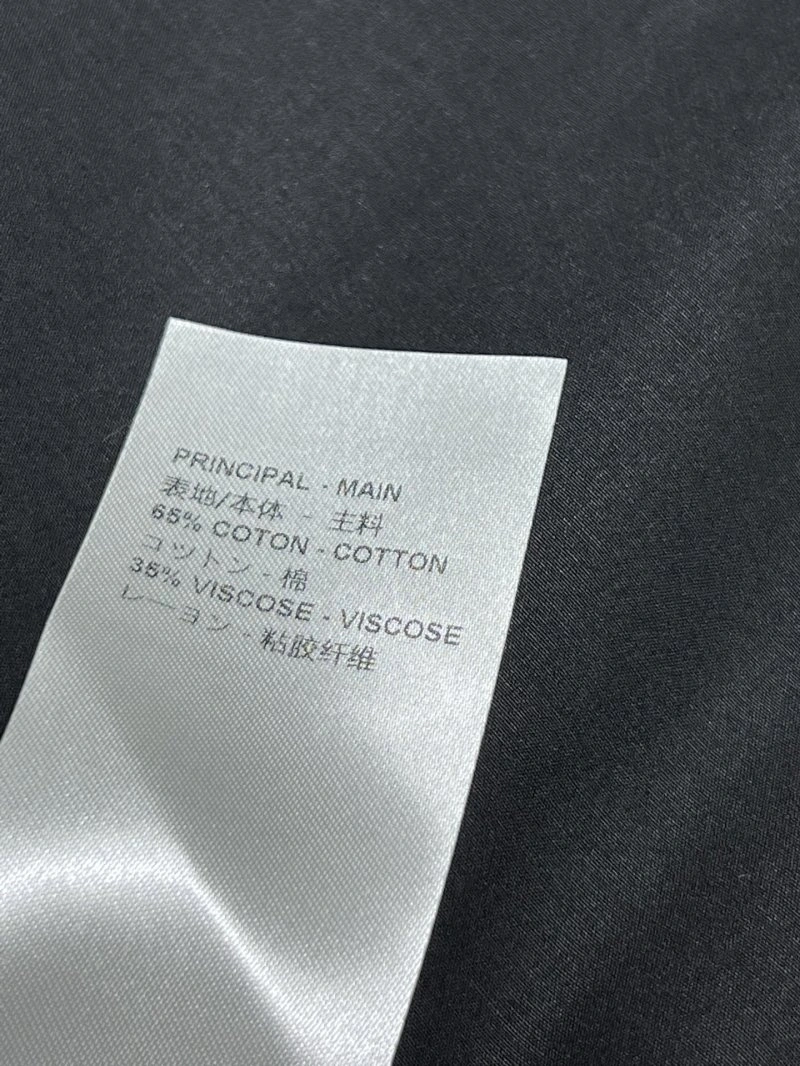 PRINCIPAL - MAIN
表地/本体 - 主料
65% COTON - COTTON
コットン - 棉
35% VISCOSE - VISCOSE
レーヨン - 粘胶纤维